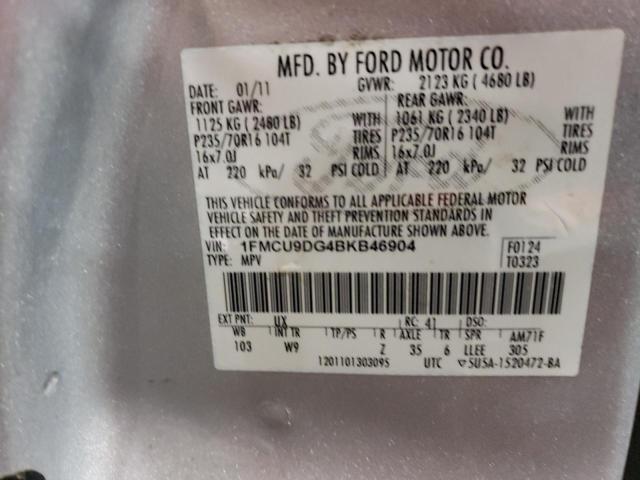 MFD. BY FORD MOTOR CO.
DATE: 01/11 GVWR: 2123 KG ( 4680 LB)
FRONT GAWR: REAR GAWR:
1125 KG ( 2480 LB) 1061 KG ( 2340 LB) WITH
P235/70R16 104T TIRES P235/70R16 104T TIRES
16x7.0J RIMS 16x7.0J RIMS
AT 220 kPa/ 32 PSI COLD AT 220 kPa/ 32 PSI COLD
THIS VEHICLE CONFORMS TO ALL APPLICABLE FEDERAL MOTOR
VEHICLE SAFETY AND THEFT PREVENTION STANDARDS IN
EFFECT ON THE DATE OF MANUFACTURE SHOWN ABOVE.
VIN: 1FMCU9DG4BKB46904 F0124
TYPE: MPV T0323
EXT PNT: UX RC: 41 DSO:
WB INT TR TP/PS R AXLE TR SPR AM71F
103 W9 Z 35 6 LLEE 305
1201101303095 UTC ▽5U5A-1520472-BA